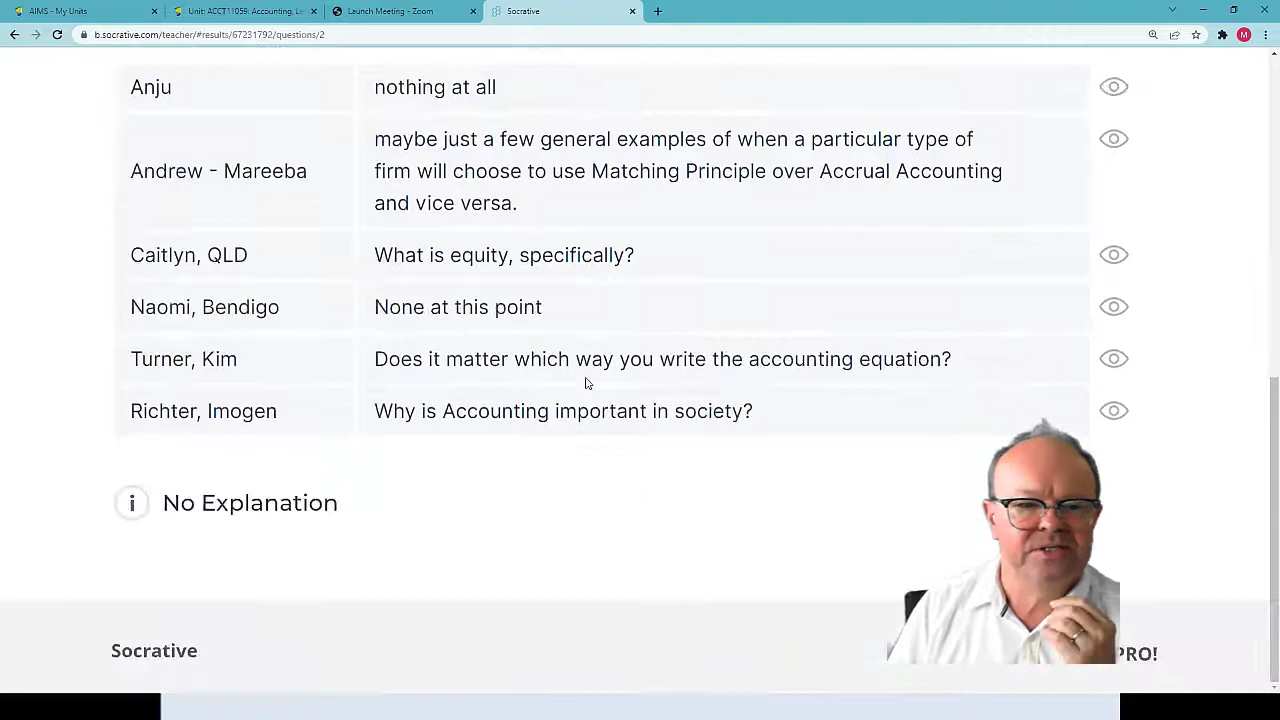 AIMS - My Units
Unit: ACCT11059: Accounting, Le
Launch Meeting - Zoom
Socrative
b.socrative.com/teacher/#results/67231792/questions/2
M
Anju
nothing at all
Andrew - Mareeba
maybe just a few general examples of when a particular type of
firm will choose to use Matching Principle over Accrual Accounting
and vice versa.
Caitlyn, QLD
What is equity, specifically?
Naomi, Bendigo
None at this point
Turner, Kim
Does it matter which way you write the accounting equation?
Richter, Imogen
Why is Accounting important in society?
i No Explanation
Socrative
PRO!